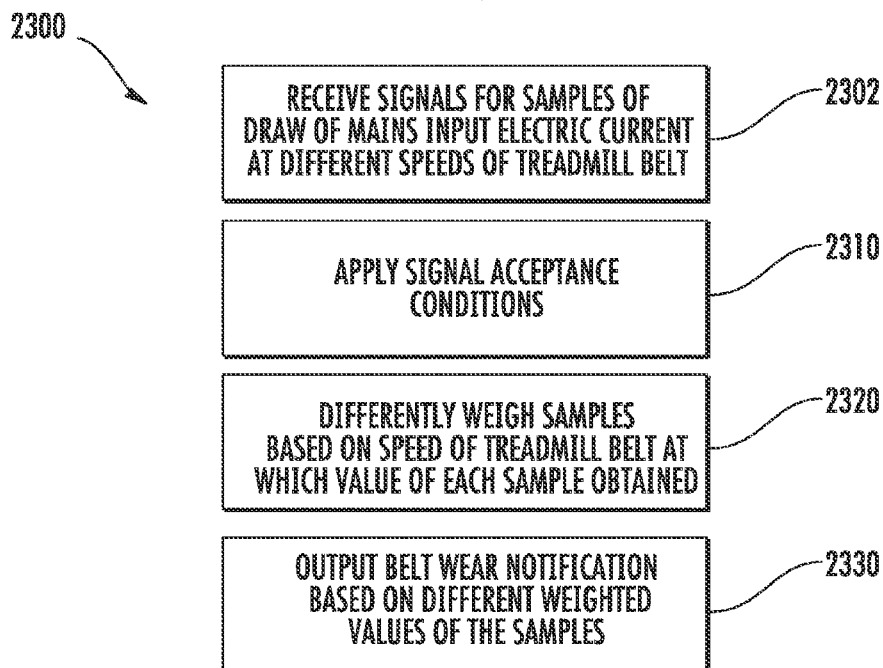 2300
RECEIVE SIGNALS FOR SAMPLES OF
DRAW OF MAINS INPUT ELECTRIC CURRENT
AT DIFFERENT SPEEDS OF TREADMILL BELT
2302
APPLY SIGNAL ACCEPTANCE
CONDITIONS
2310
DIFFERENTLY WEIGH SAMPLES
BASED ON SPEED OF TREADMILL BELT AT
WHICH VALUE OF EACH SAMPLE OBTAINED
2320
OUTPUT BELT WEAR NOTIFICATION
BASED ON DIFFERENT WEIGHTED
VALUES OF THE SAMPLES
2330